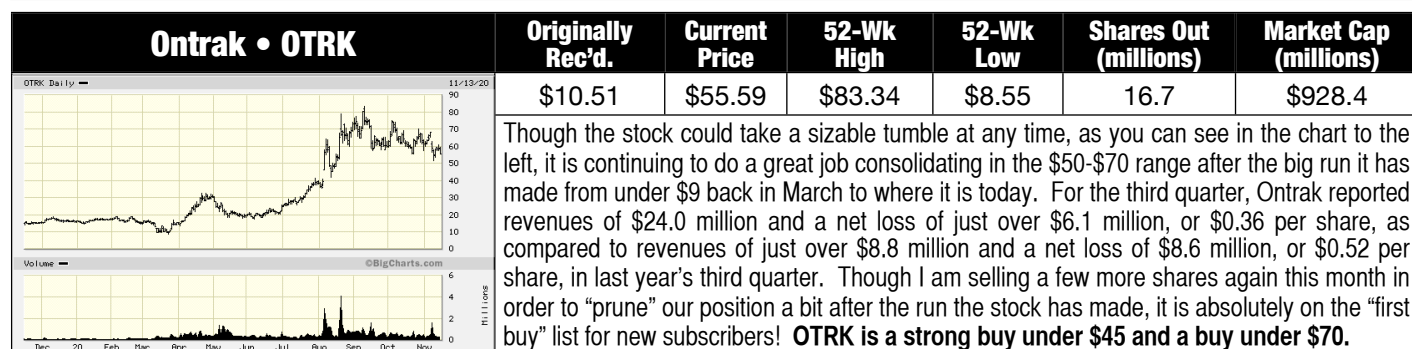 Ontrak • OTRK
Originally Rec'd.
Current Price
52-Wk High
52-Wk Low
Shares Out (millions)
Market Cap (millions)
$10.51
$55.59
$83.34
$8.55
16.7
$928.4
OTRK Daily
11/13/20
90
80
70
60
50
40
30
20
10
0
Volume
©BigCharts.com
6
4
2
0
Millions
Dec 20 Feb Mar Apr May Jun Jul Aug Sep Oct Nov
Though the stock could take a sizable tumble at any time, as you can see in the chart to the
left, it is continuing to do a great job consolidating in the $50-$70 range after the big run it has
made from under $9 back in March to where it is today. For the third quarter, Ontrak reported
revenues of $24.0 million and a net loss of just over $6.1 million, or $0.36 per share, as
compared to revenues of just over $8.8 million and a net loss of $8.6 million, or $0.52 per
share, in last year's third quarter. Though I am selling a few more shares again this month in
order to “prune” our position a bit after the run the stock has made, it is absolutely on the “first
buy” list for new subscribers! OTRK is a strong buy under $45 and a buy under $70.